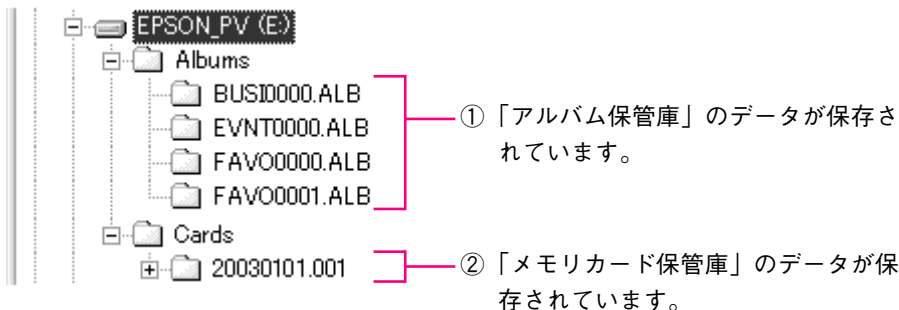 EPSON_PV (E:)
Albums
BUSI0000.ALB
EVNT0000.ALB
FAVO0000.ALB
FAVO0001.ALB
①「アルバム保管庫」のデータが保存さ
れています。
Cards
20030101.001
②「メモリカード保管庫」のデータが保
存されています。